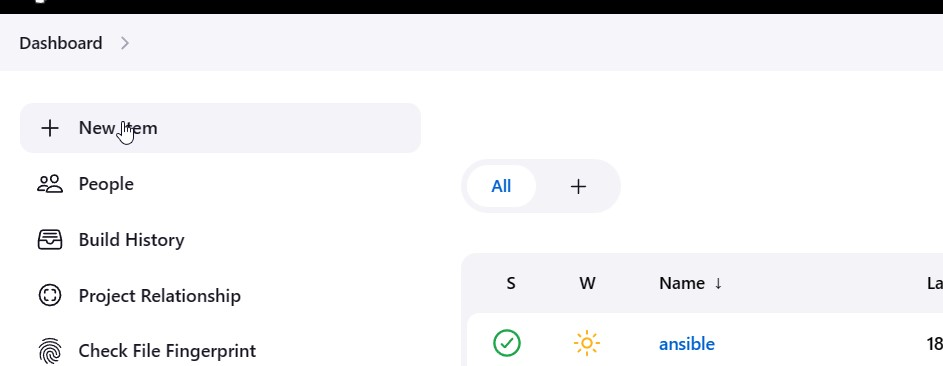 Dashboard
New Item
People
Build History
Project Relationship
Check File Fingerprint
All +
S W Name ↓ La
ansible 18